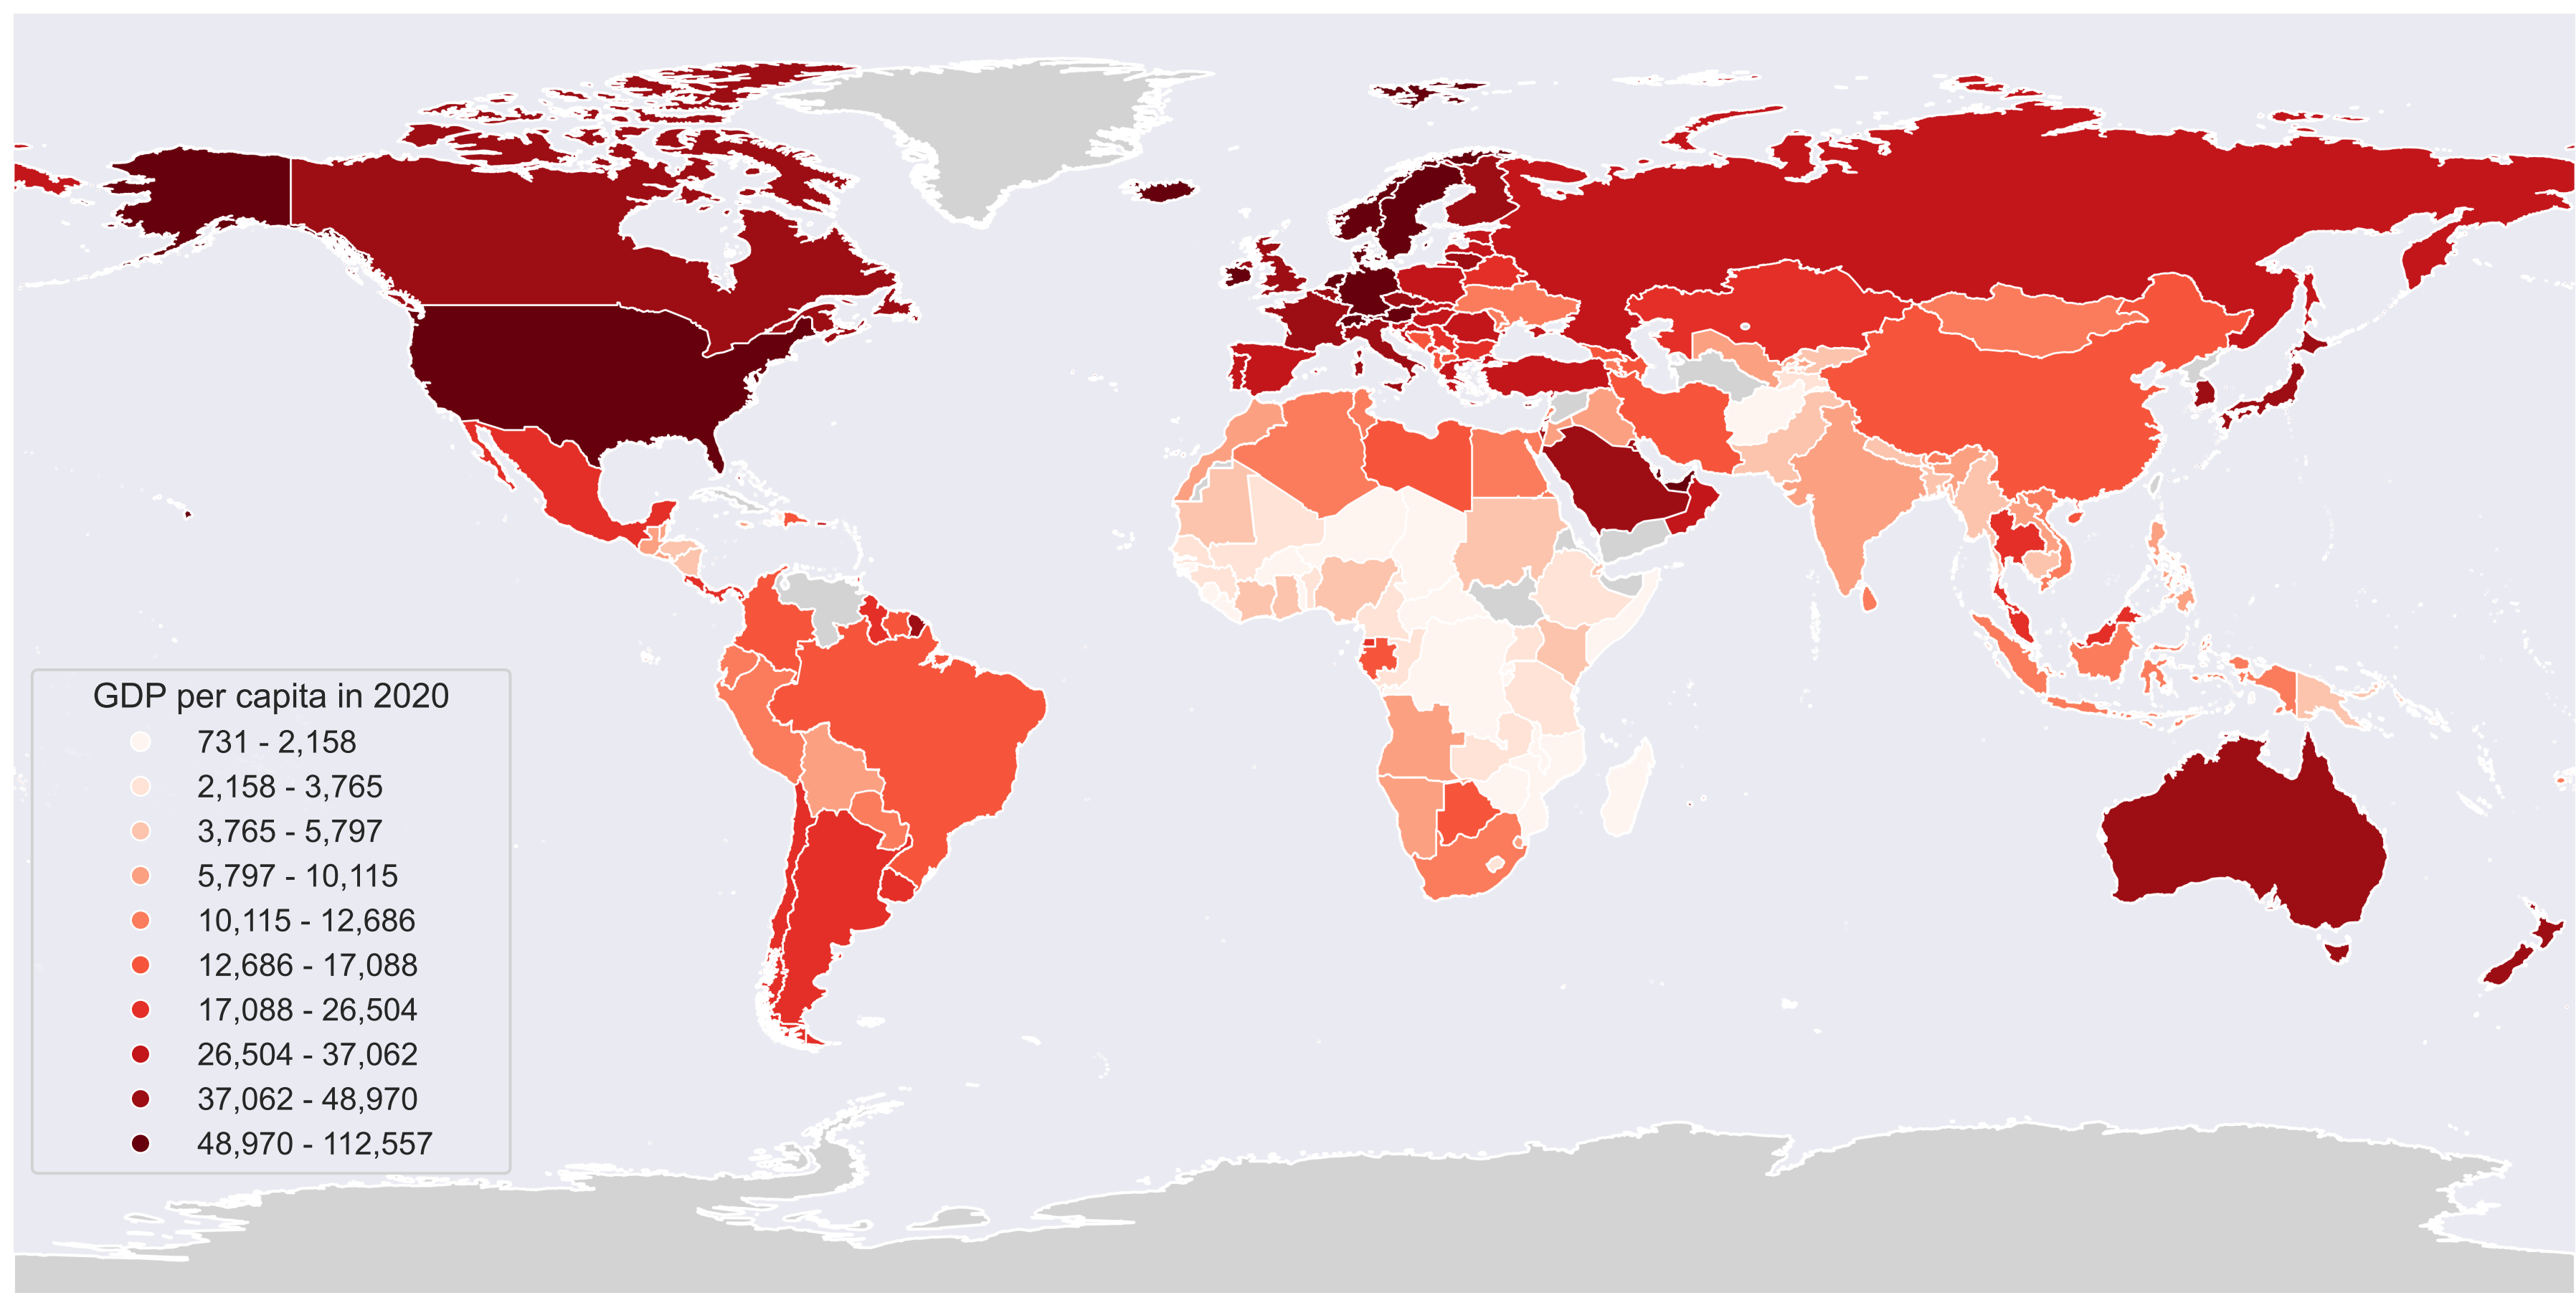 GDP per capita in 2020
731 - 2,158
2,158 - 3,765
3,765 - 5,797
5,797 - 10,115
10,115 - 12,686
12,686 - 17,088
17,088 - 26,504
26,504 - 37,062
37,062 - 48,970
48,970 - 112,557